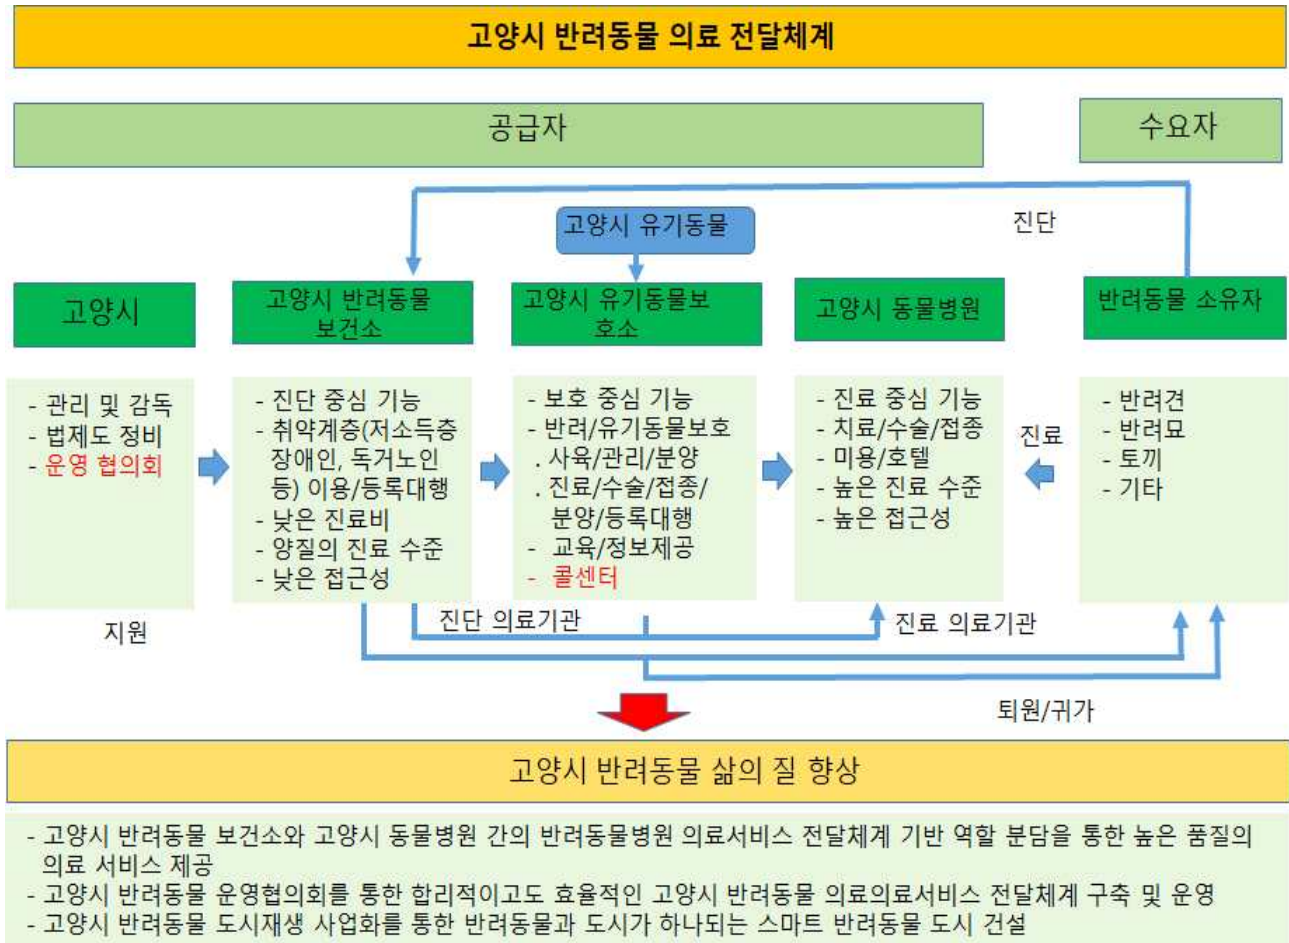 고양시 반려동물 의료 전달체계
공급자
수요자
고양시 유기동물
진단
고양시
고양시 반려동물
보건소
고양시 유기동물보
호소
고양시 동물병원
반려동물 소유자
- 관리 및 감독
- 법제도 정비
- 운영 협의회
- 진단 중심 기능
- 취약계층(저소득층
장애인, 독거노인
등) 이용/등록대행
- 낮은 진료비
- 양질의 진료 수준
- 낮은 접근성
- 보호 중심 기능
- 반려/유기동물보호
. 사육/관리/분양
. 진료/수술/접종/
분양/등록대행
- 교육/정보제공
- 콜센터
- 진료 중심 기능
- 치료/수술/접종
- 미용/호텔
- 높은 진료 수준
- 높은 접근성
진료
- 반려견
- 반려묘
- 토끼
- 기타
지원
진단 의료기관
진료 의료기관
퇴원/귀가
고양시 반려동물 삶의 질 향상
- 고양시 반려동물 보건소와 고양시 동물병원 간의 반려동물병원 의료서비스 전달체계 기반 역할 분담을 통한 높은 품질의
의료 서비스 제공
- 고양시 반려동물 운영협의회를 통한 합리적이고도 효율적인 고양시 반려동물 의료의료서비스 전달체계 구축 및 운영
- 고양시 반려동물 도시재생 사업화를 통한 반려동물과 도시가 하나되는 스마트 반려동물 도시 건설